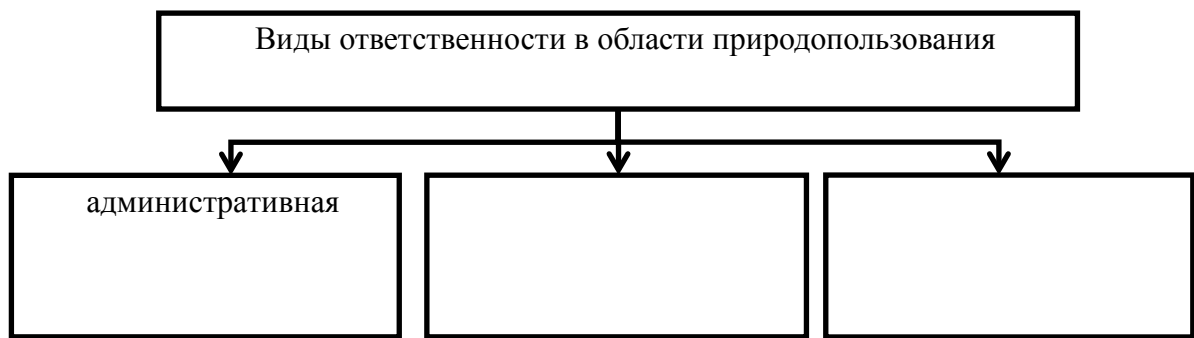 Виды ответственности в области природопользования
административная